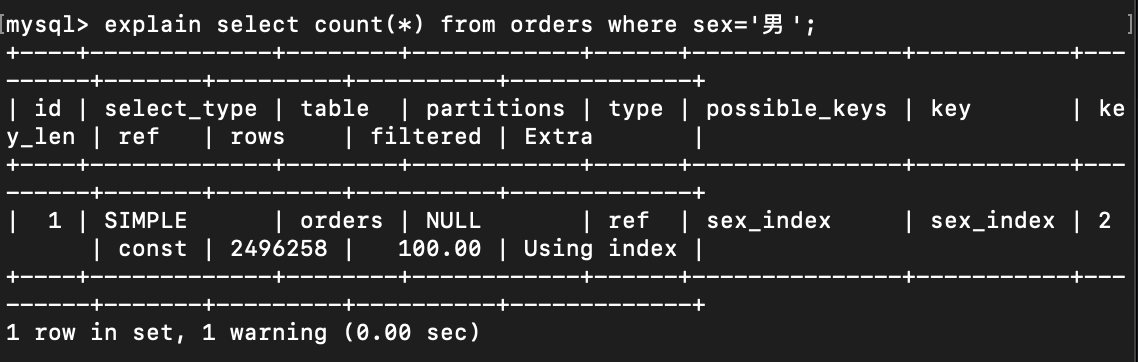 [mysql> explain select count(*) from orders where sex='男 '; ]
+----+-------------+--------+------------+------+---------------+-----------+---
------+-------+---------+----------+-------------+
| id | select_type | table  | partitions | type | possible_keys | key       | ke
y_len | ref   | rows    | filtered | Extra       |
+----+-------------+--------+------------+------+---------------+-----------+---
------+-------+---------+----------+-------------+
|  1 | SIMPLE      | orders | NULL       | ref  | sex_index     | sex_index | 2
      | const | 2496258 |   100.00 | Using index |
+----+-------------+--------+------------+------+---------------+-----------+---
------+-------+---------+----------+-------------+
1 row in set, 1 warning (0.00 sec)